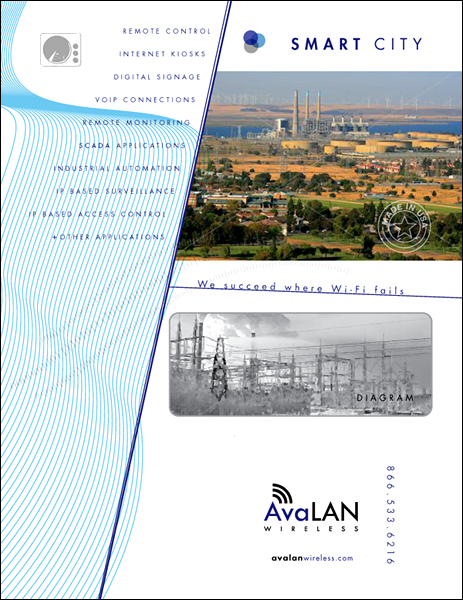 REMOTE CONTROL
INTERNET KIOSKS
DIGITAL SIGNAGE
VOIP CONNECTIONS
REMOTE MONITORING
SCADA APPLICATIONS
INDUSTRIAL AUTOMATION
IP BASED SURVEILLANCE
IP BASED ACCESS CONTROL
+OTHER APPLICATIONS
SMART CITY
MADE IN USA
We succeed where Wi-Fi fails
DIAGRAM
AvaLAN
WIRELESS
avalanwireless.com
866.533.6216